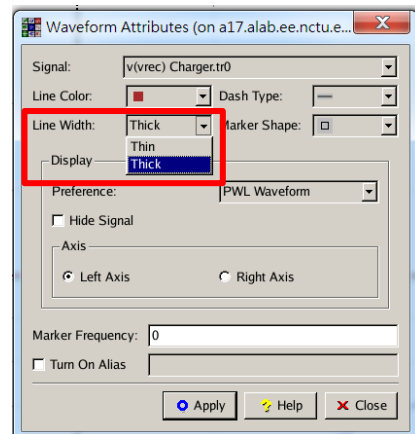 Waveform Attributes (on a17.alab.ee.nctu.e...
Signal: v(vrec) Charger.tr0
Line Color: Dash Type:
Line Width: Thick Marker Shape:
Thin
Thick
Display
Preference: PWL Waveform
Hide Signal
Axis
Left Axis Right Axis
Marker Frequency: 0
Turn On Alias
Apply Help Close